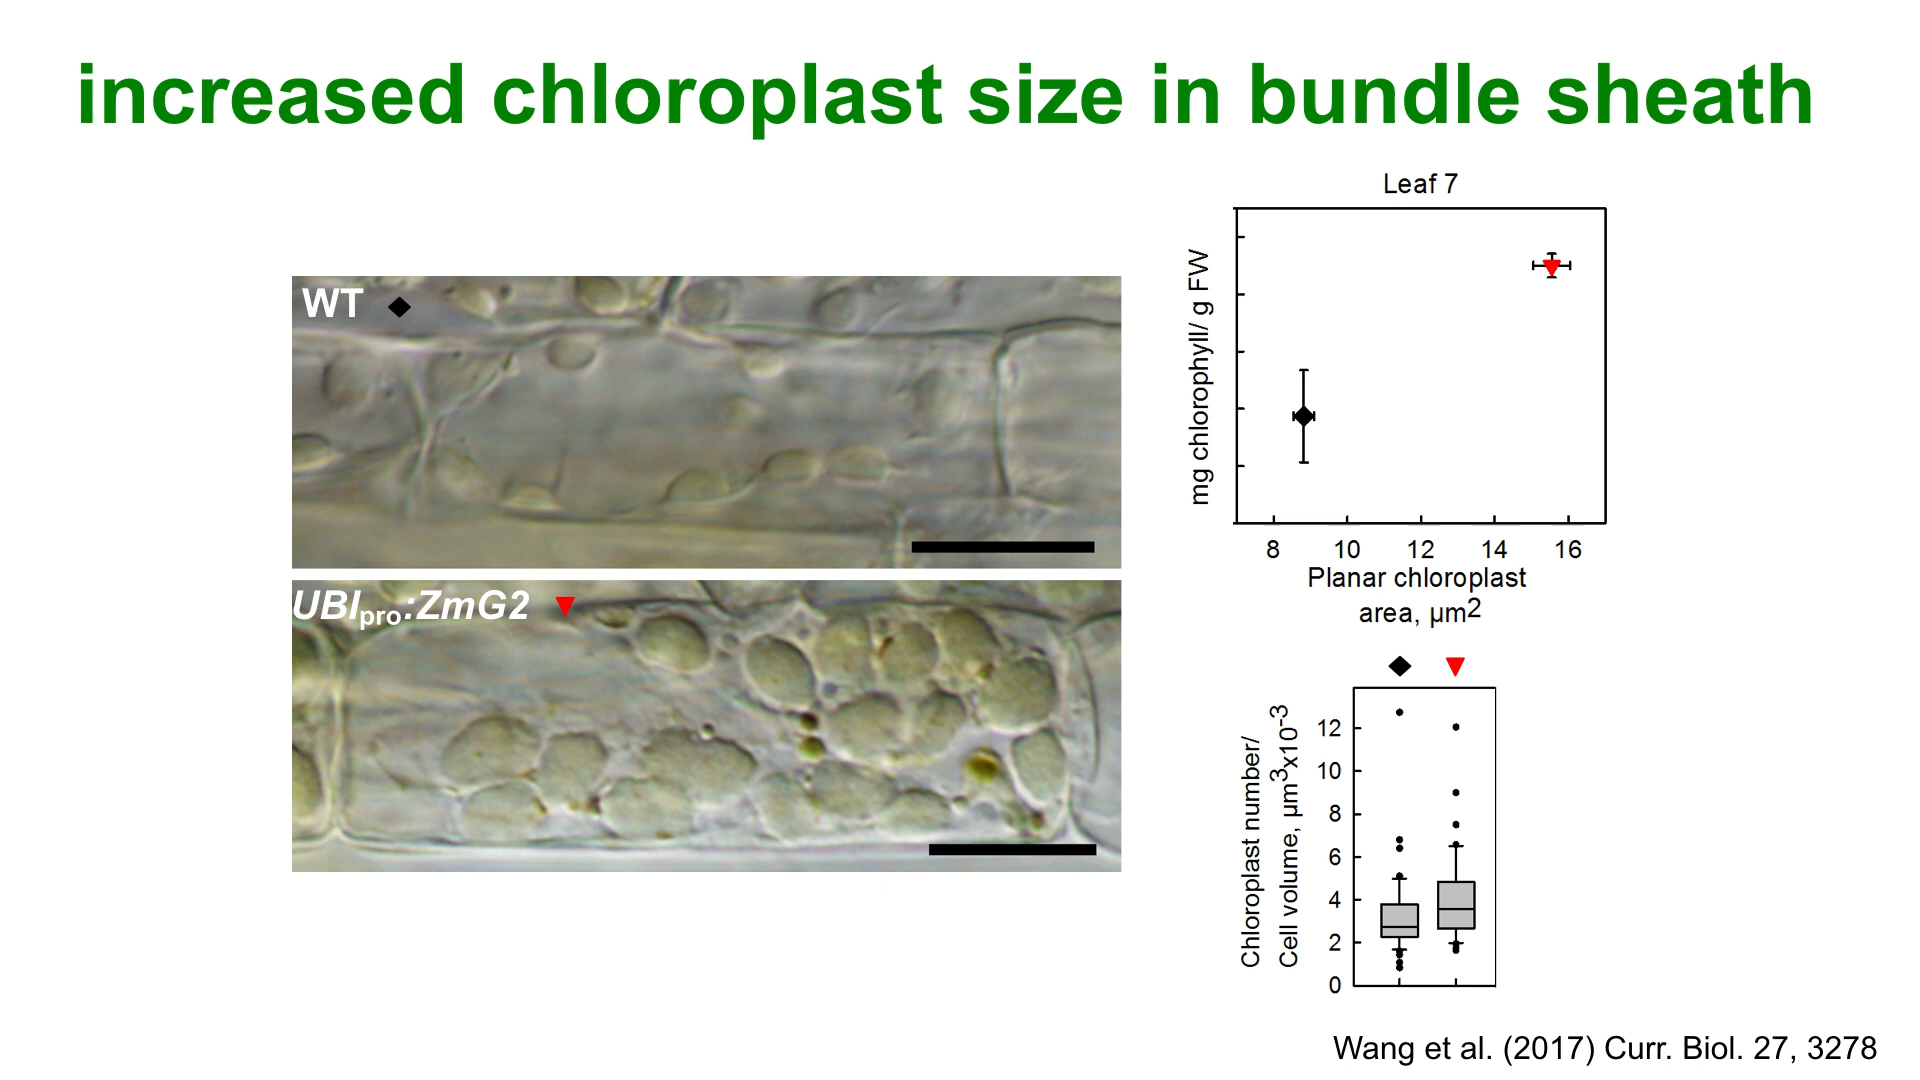 increased chloroplast size in bundle sheath
WT
UBIpro:ZmG2
Leaf 7
mg chlorophyll/ g FW
8 10 12 14 16
Planar chloroplast
area, µm2
Chloroplast number/
Cell volume, µm3x10-3
12
10
8
6
4
2
0
Wang et al. (2017) Curr. Biol. 27, 3278